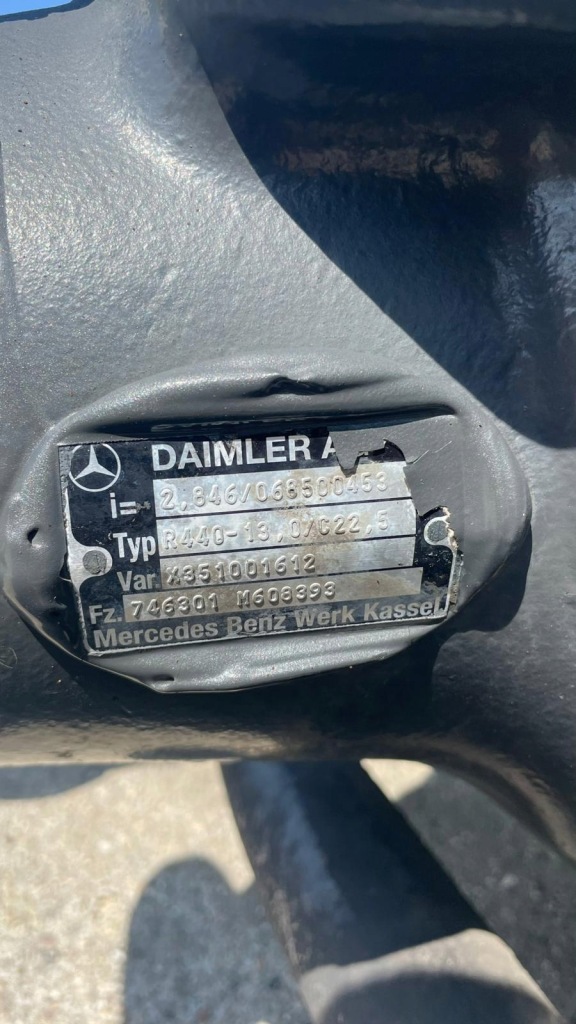 DAIMLER A
i= 2,846/068500453
Typ R440-13,0/C22,5
Var. X351001612
Fz. 746301 M608393
Mercedes Benz Werk Kassel